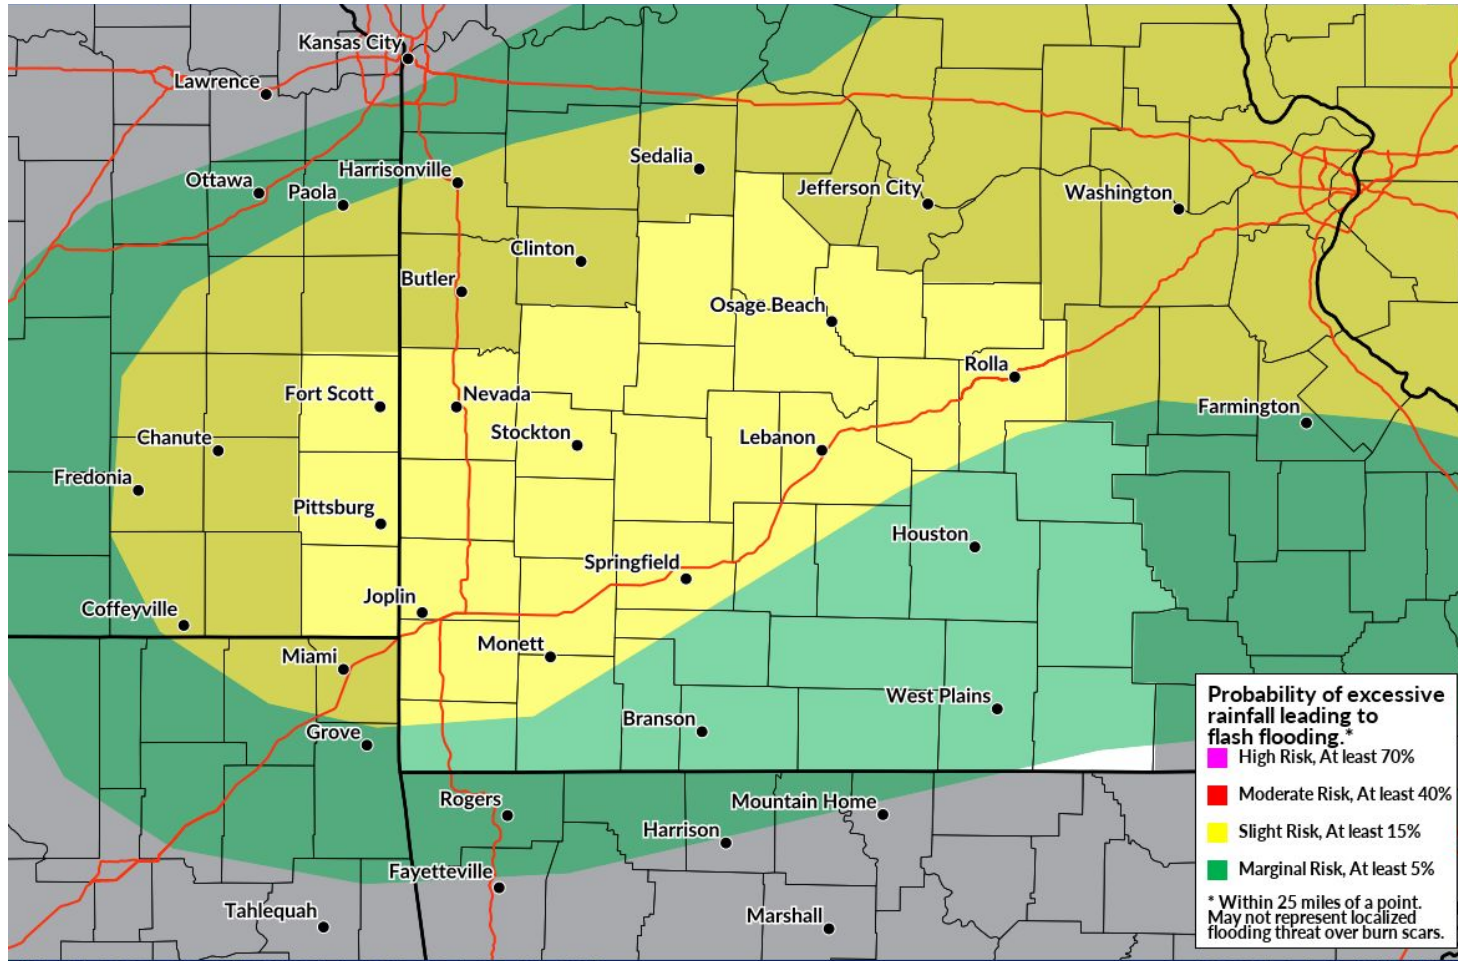 Kansas City
Lawrence
Sedalia
Harrisonville
Ottawa
Paola
Jefferson City
Washington
Clinton
Butler
Osage Beach
Rolla
Fort Scott
Nevada
Farmington
Chanute
Stockton
Lebanon
Fredonia
Pittsburg
Houston
Springfield
Joplin
Coffeyville
Monett
Miami
West Plains
Branson
Grove
Rogers
Mountain Home
Harrison
Fayetteville
Tahlequah
Marshall
Probability of excessive
rainfall leading to
flash flooding.*
High Risk, At least 70%
Moderate Risk, At least 40%
Slight Risk, At least 15%
Marginal Risk, At least 5%
* Within 25 miles of a point.
May not represent localized
flooding threat over burn scars.